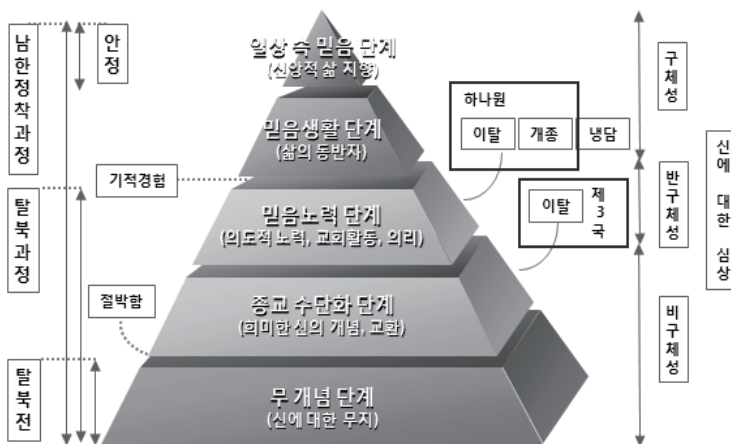 남한정착과정
안정
탈북과정
탈북전
기적경험
절박함
일상 속 믿음 단계
(신앙적 삶 지향)
믿음생활 단계
(삶의 동반자)
믿음노력 단계
(의도적 노력, 교회활동, 의리)
종교 수단화 단계
(희미한 신의 개념, 교환)
무 개념 단계
(신에 대한 무지)
하나원
이탈 개종 냉담
이탈
제3국
구체성
반구체성
비구체성
신에 대한 심상